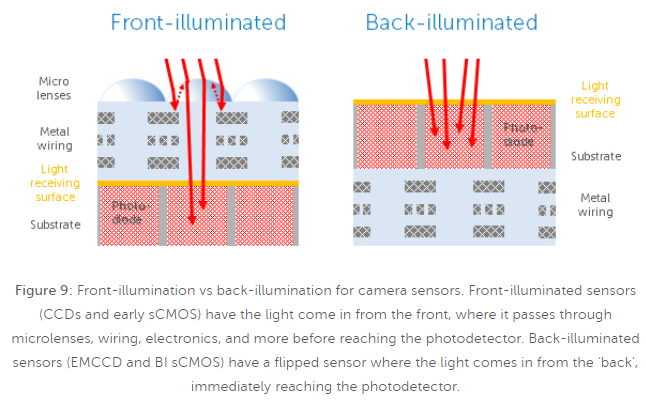 Front-illuminated
Back-illuminated
Micro
lenses
Metal
wiring
Light
receiving
surface
Substrate
Photo-
diode
Light
receiving
surface
Photo-
diode
Substrate
Metal
wiring
Figure 9: Front-illumination vs back-illumination for camera sensors. Front-illuminated sensors
(CCDs and early sCMOS) have the light come in from the front, where it passes through
microlenses, wiring, electronics, and more before reaching the photodetector. Back-illuminated
sensors (EMCCD and BI sCMOS) have a flipped sensor where the light comes in from the 'back',
immediately reaching the photodetector.